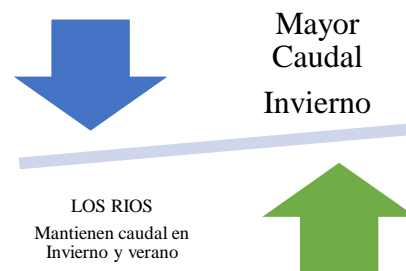 Mayor
Caudal
Invierno
LOS RIOS
Mantienen caudal en
Invierno y verano